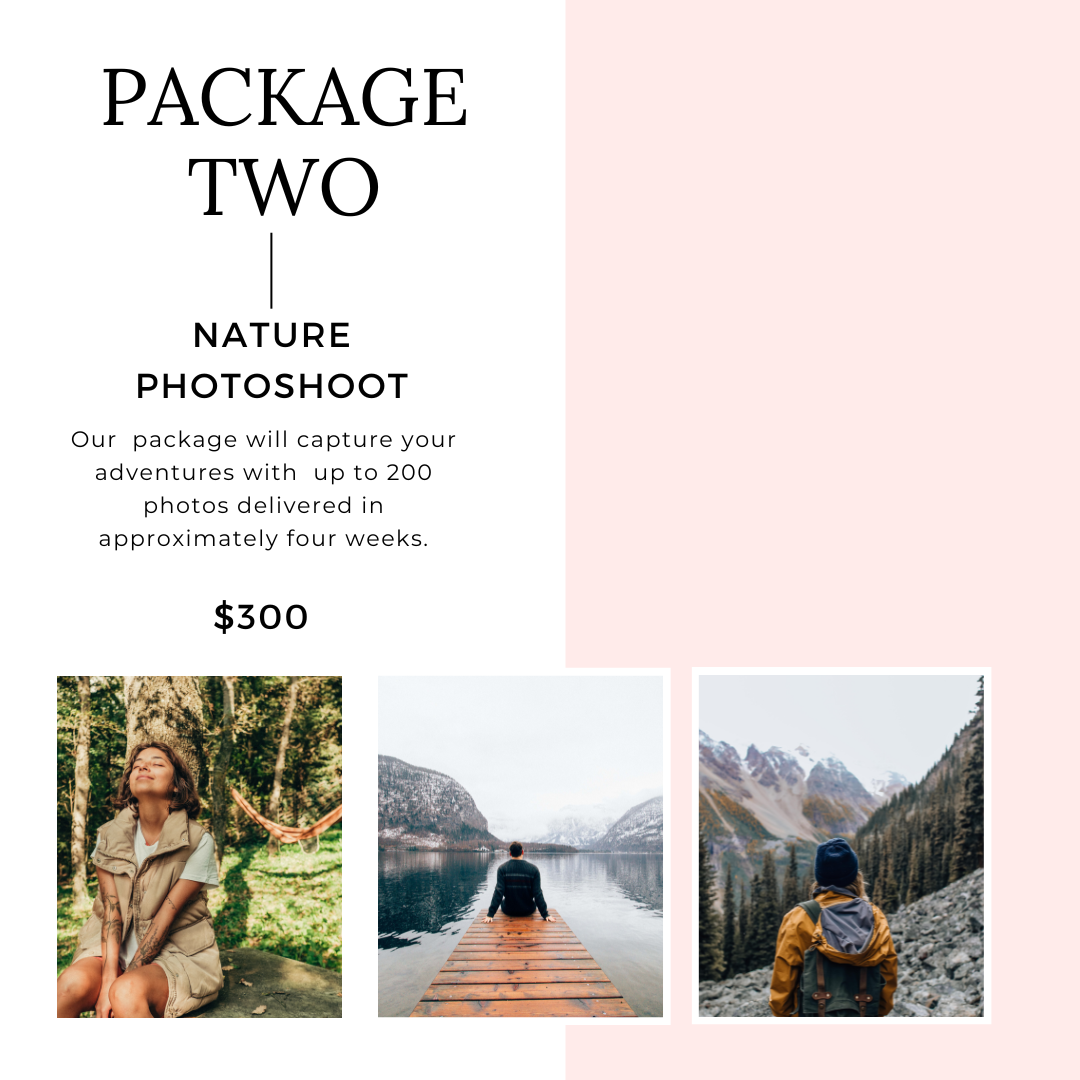 PACKAGE
TWO
NATURE
PHOTOSHOOT
Our  package will capture your
adventures with  up to 200
photos delivered in
approximately four weeks.
$300